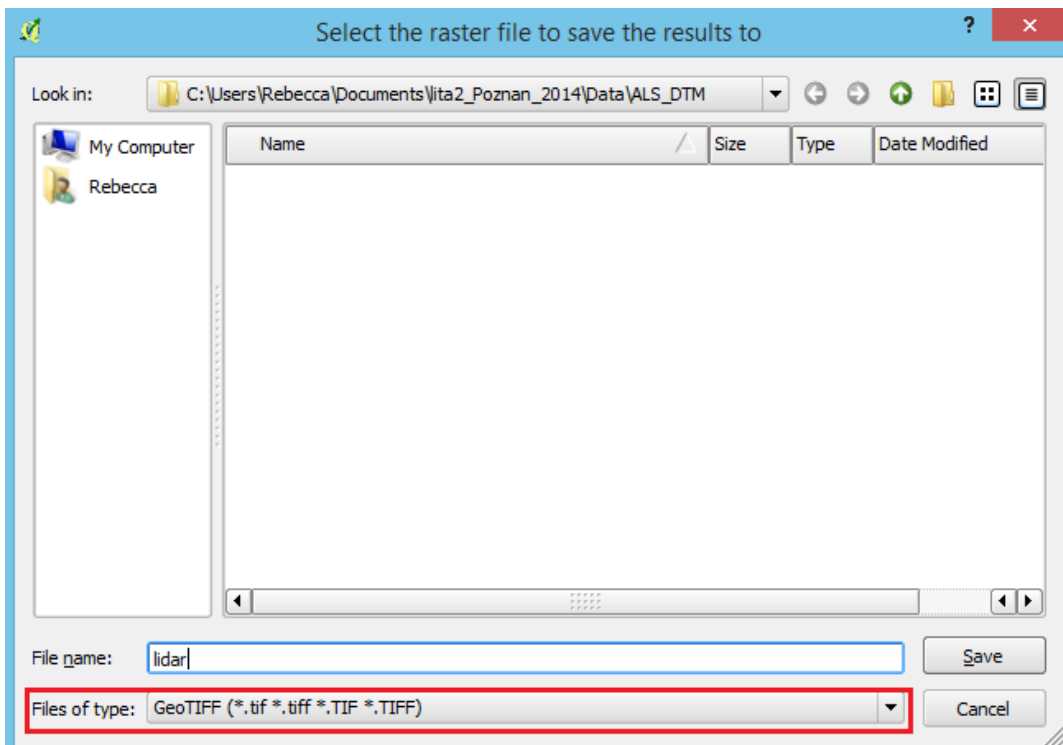 Select the raster file to save the results to
?
Look in: C:\Users\Rebecca\Documents\lita2_Poznan_2014\Data\ALS_DTM
My Computer
Rebecca
Name Size Type Date Modified
File name: lidar Save
Files of type: GeoTIFF (*.tif *.tiff *.TIF *.TIFF) Cancel